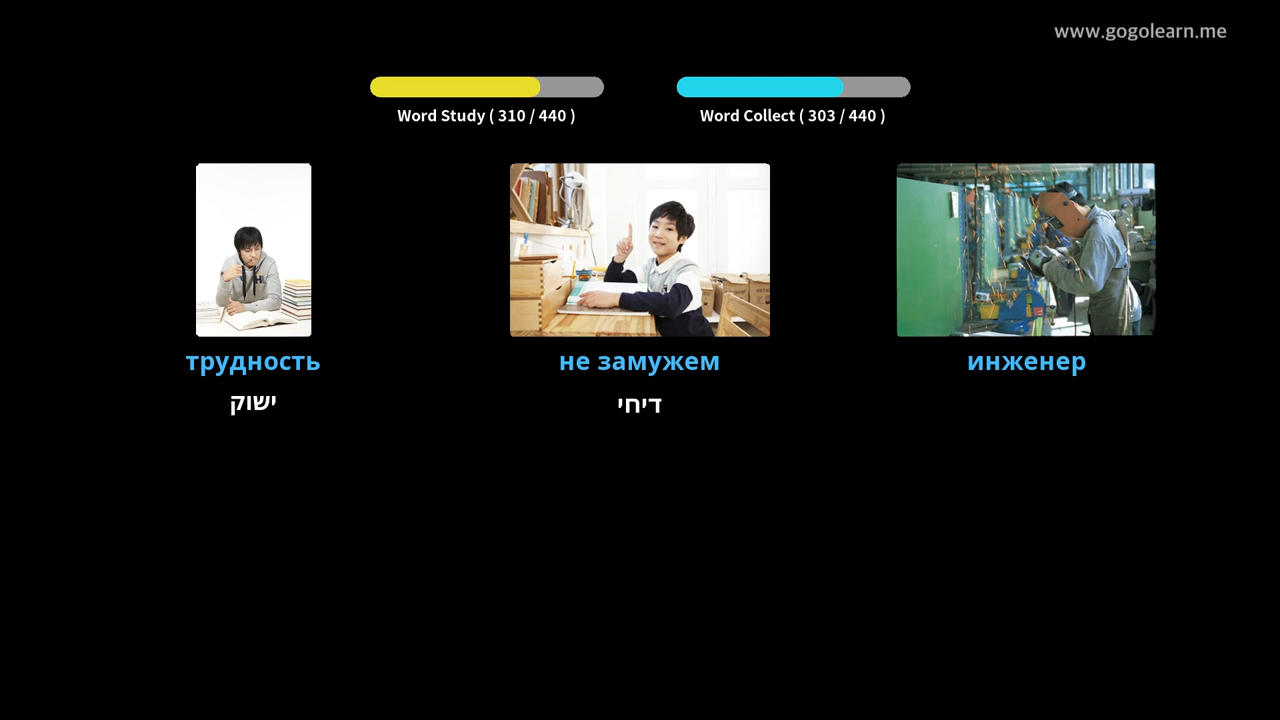 www.gogolearn.me
Word Study ( 310 / 440 )
Word Collect ( 303 / 440 )
трудность
не замужем
инженер
ישוק
דיחי